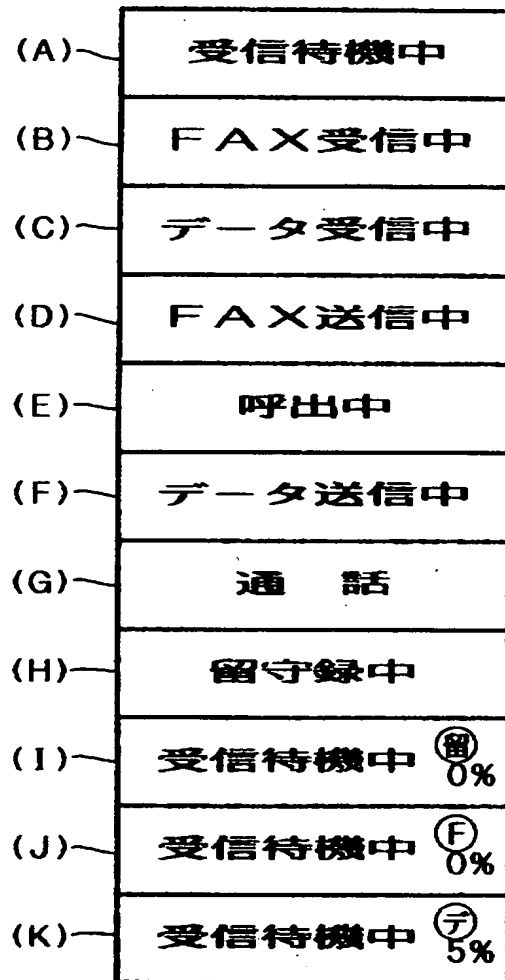 (A) 受信待機中
(B) FAX受信中
(C) データ受信中
(D) FAX送信中
(E) 呼出中
(F) データ送信中
(G) 通 話
(H) 留守録中
(I) 受信待機中 留 0%
(J) 受信待機中 F 0%
(K) 受信待機中 デ 5%